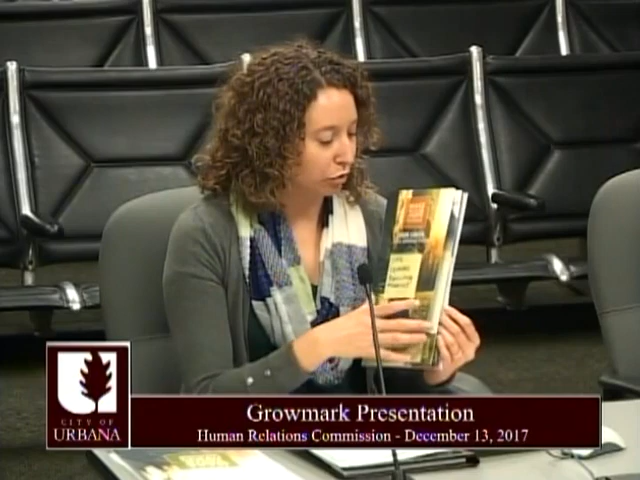 CITY OF
URBANA
Growmark Presentation
Human Relations Commission - December 13, 2017